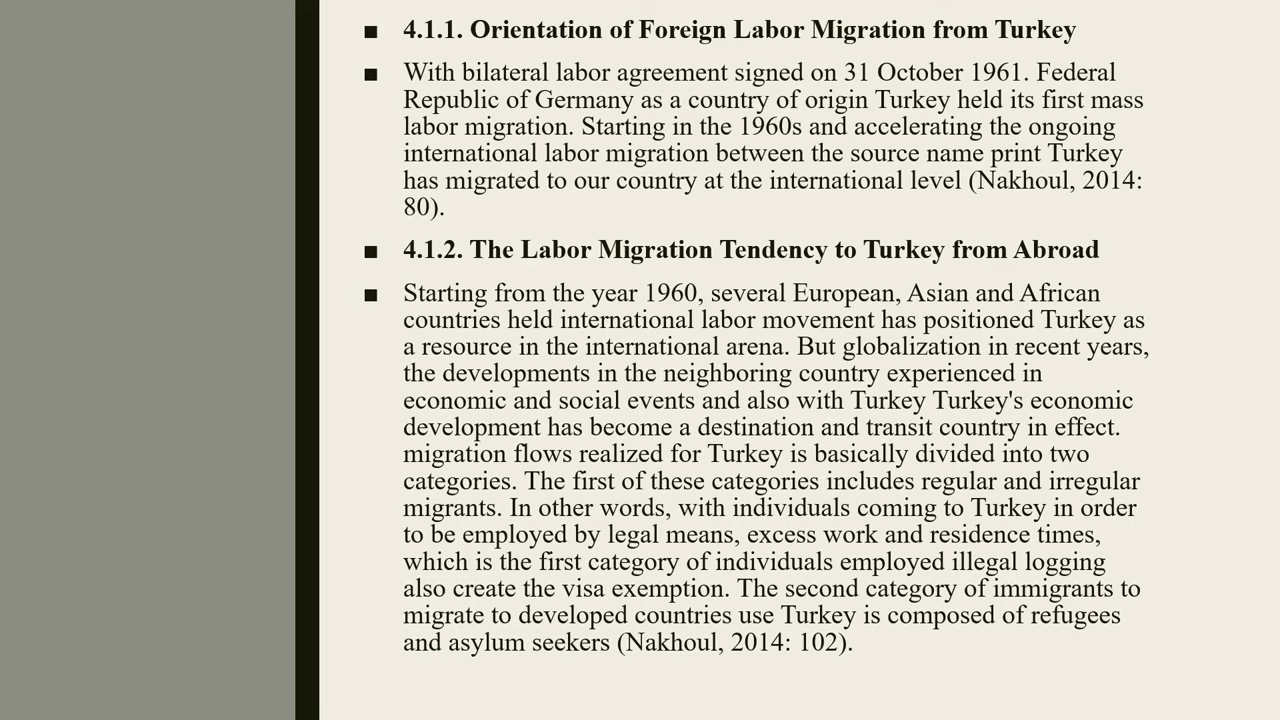 ■ 4.1.1. Orientation of Foreign Labor Migration from Turkey
■ With bilateral labor agreement signed on 31 October 1961. Federal
Republic of Germany as a country of origin Turkey held its first mass
labor migration. Starting in the 1960s and accelerating the ongoing
international labor migration between the source name print Turkey
has migrated to our country at the international level (Nakhoul, 2014:
80).
■ 4.1.2. The Labor Migration Tendency to Turkey from Abroad
■ Starting from the year 1960, several European, Asian and African
countries held international labor movement has positioned Turkey as
a resource in the international arena. But globalization in recent years,
the developments in the neighboring country experienced in
economic and social events and also with Turkey Turkey's economic
development has become a destination and transit country in effect.
migration flows realized for Turkey is basically divided into two
categories. The first of these categories includes regular and irregular
migrants. In other words, with individuals coming to Turkey in order
to be employed by legal means, excess work and residence times,
which is the first category of individuals employed illegal logging
also create the visa exemption. The second category of immigrants to
migrate to developed countries use Turkey is composed of refugees
and asylum seekers (Nakhoul, 2014: 102).